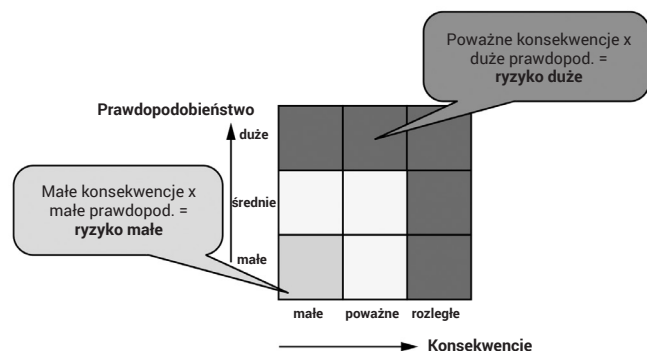 Poważne konsekwencje x
duże prawdopod. =
ryzyko duże
Prawdopodobieństwo
duże
Małe konsekwencje x
małe prawdopod. =
ryzyko małe
średnie
małe
małe poważne rozległe
Konsekwencie